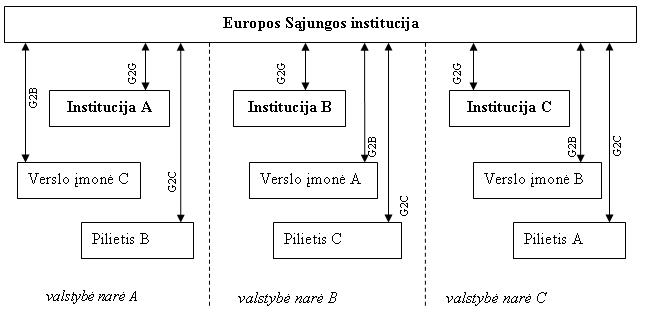 Europos Sąjungos institucija
G2B
G2G
G2C
Institucija A
Verslo įmonė C
Pilietis B
valstybė narė A
G2G
G2B
G2C
Institucija B
Verslo įmonė A
Pilietis C
valstybė narė B
G2G
G2B
G2C
Institucija C
Verslo įmonė B
Pilietis A
valstybė narė C